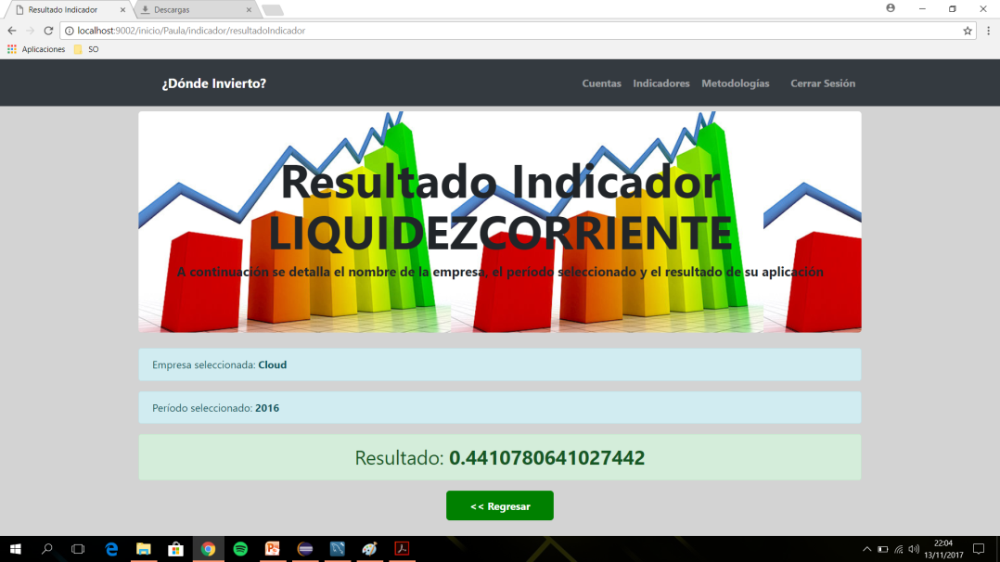 Resultado Indicador
Descargas
localhost:9002/inicio/Paula/indicador/resultadoIndicador
Aplicaciones
SO
¿Dónde Invierto?
Cuentas
Indicadores
Metodologías
Cerrar Sesión
Resultado Indicador
LIQUIDEZCORRIENTE
A continuación se detalla el nombre de la empresa, el período seleccionado y el resultado de su aplicación
Empresa seleccionada: Cloud
Período seleccionado: 2016
Resultado: 0.4410780641027442
<< Regresar
22:04
13/11/2017